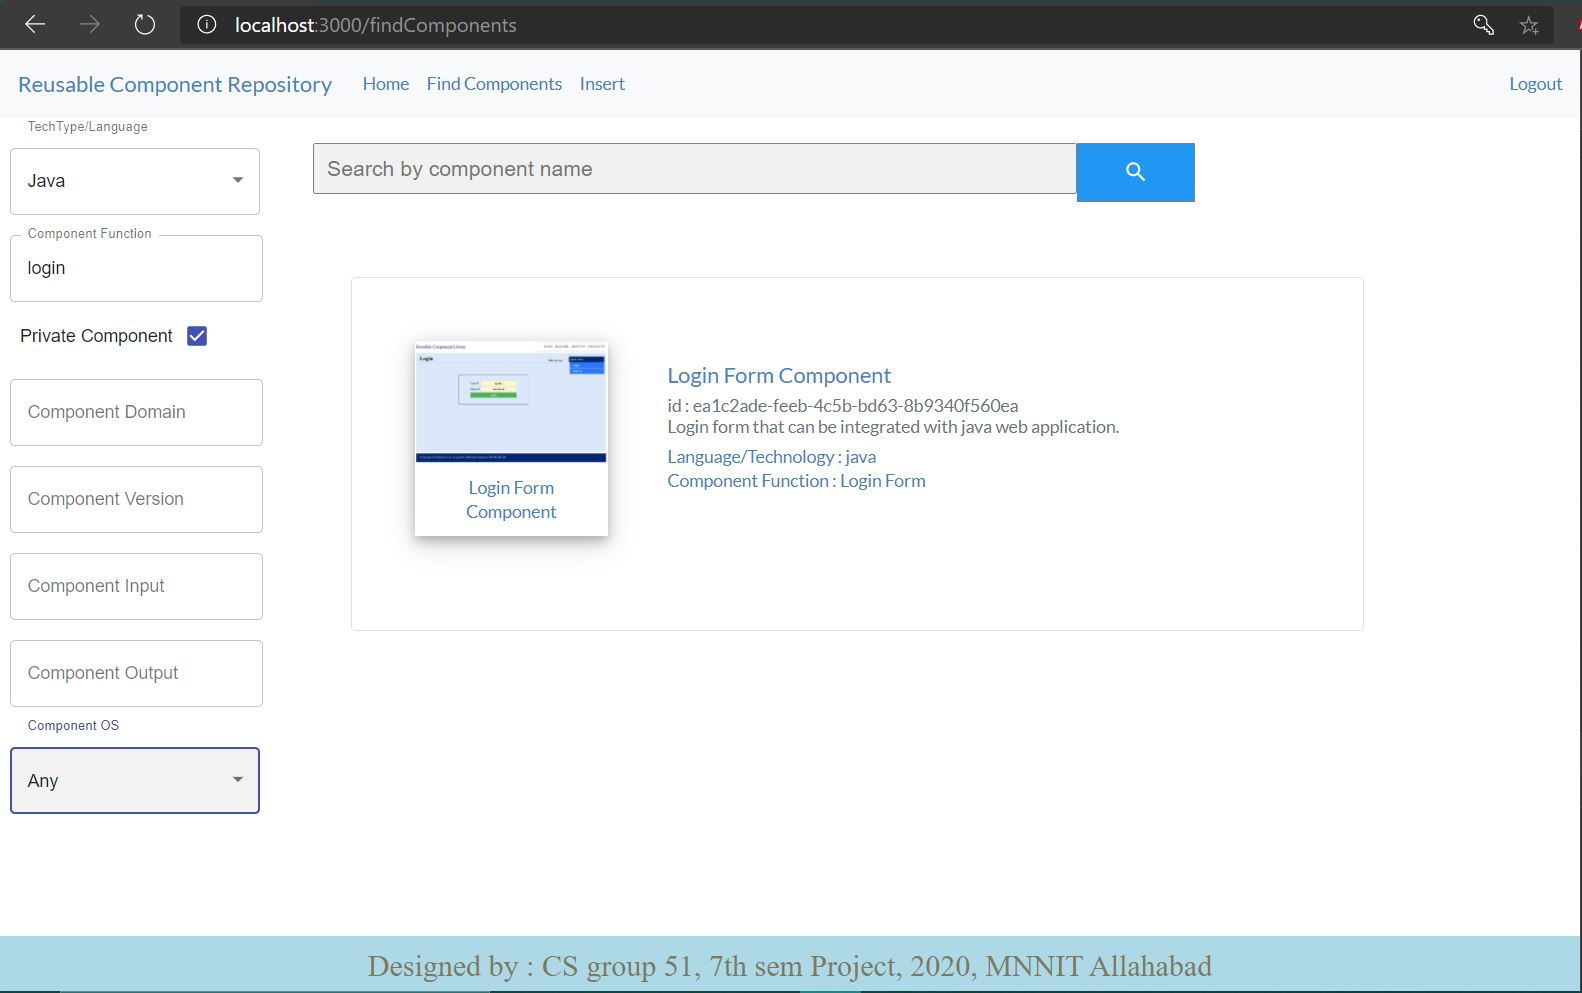 localhost:3000/findComponents
Reusable Component Repository Home Find Components Insert Logout
TechType/Language
Java
Search by component name
Component Function
login
Private Component
Component Domain
Component Version
Component Input
Component Output
Component OS
Any
Login
Login Form
Component
Login Form Component
id : ea1c2ade-feeb-4c5b-bd63-8b9340f560ea
Login form that can be integrated with java web application.
Language/Technology : java
Component Function : Login Form
Designed by : CS group 51, 7th sem Project, 2020, MNNIT Allahabad